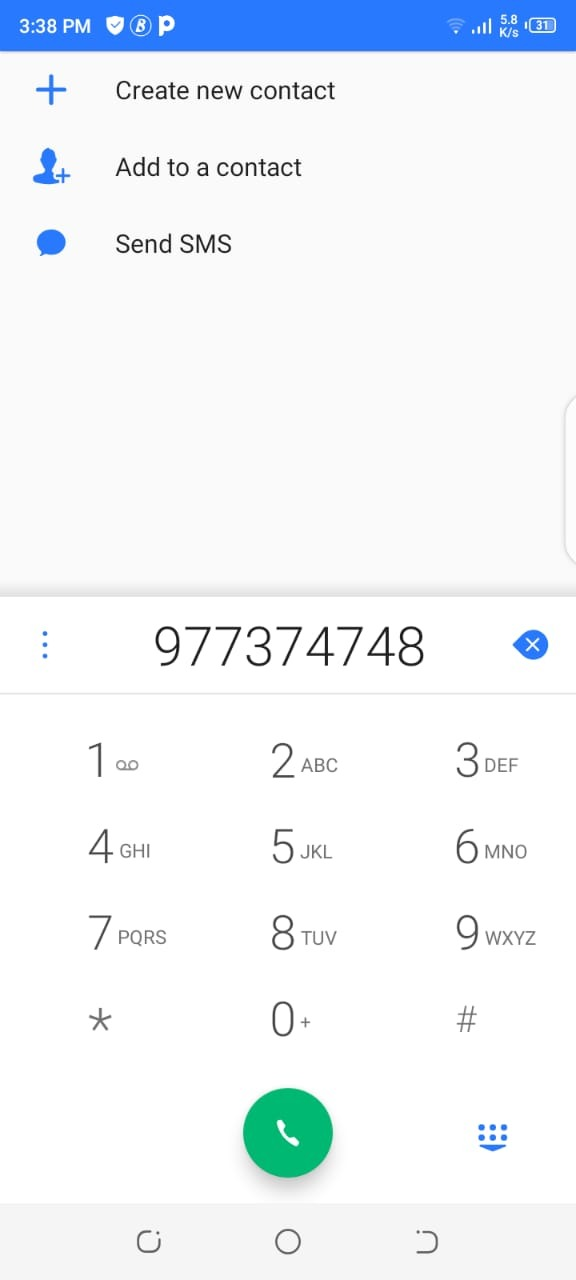 3:38 PM B P 5.8 K/s 31
Create new contact
Add to a contact
Send SMS
977374748
1 2 ABC 3 DEF
4 GHI 5 JKL 6 MNO
7 PQRS 8 TUV 9 WXYZ
* 0 + #